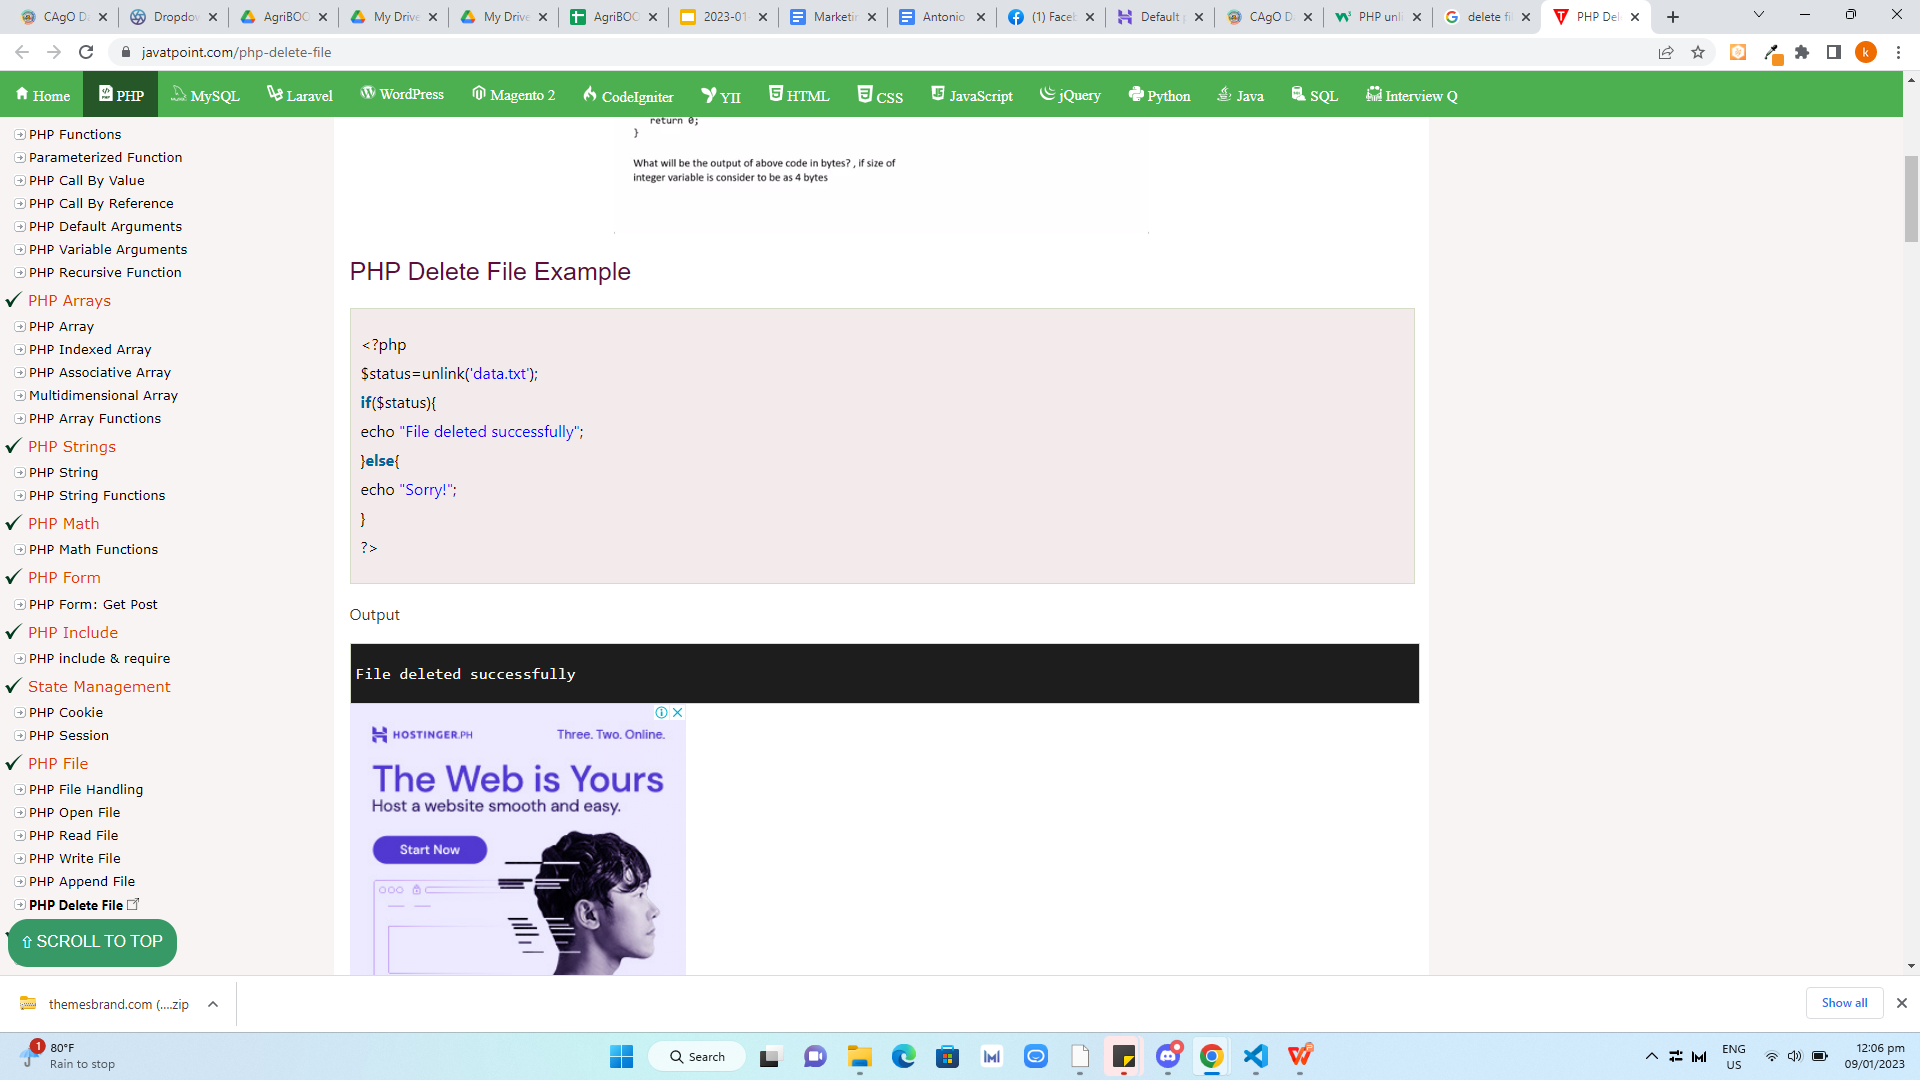 CAgO Da
Dropdow
AgriBOC
My Drive
My Drive
AgriBOC
2023-01-
Marketin
Antonio
(1) Faceb
Default p
CAgO Da
PHP unli
delete fil
PHP Del
javatpoint.com/php-delete-file
k
Home
PHP
MySQL
Laravel
WordPress
Magento 2
CodeIgniter
YII
HTML
CSS
JavaScript
jQuery
Python
Java
SQL
Interview Q
PHP Functions
Parameterized Function
PHP Call By Value
PHP Call By Reference
PHP Default Arguments
PHP Variable Arguments
PHP Recursive Function
PHP Arrays
PHP Array
PHP Indexed Array
PHP Associative Array
Multidimensional Array
PHP Array Functions
PHP Strings
PHP String
PHP String Functions
PHP Math
PHP Math Functions
PHP Form
PHP Form: Get Post
PHP Include
PHP include & require
State Management
PHP Cookie
PHP Session
PHP File
PHP File Handling
PHP Open File
PHP Read File
PHP Write File
PHP Append File
PHP Delete File
⇧ SCROLL TO TOP
return 0;
}
What will be the output of above code in bytes? , if size of
integer variable is consider to be as 4 bytes
PHP Delete File Example
<?php
$status=unlink('data.txt');
if($status){
echo "File deleted successfully";
}else{
echo "Sorry!";
}
?>
Output
File deleted successfully
HOSTINGER.PH
Three. Two. Online.
The Web is Yours
Host a website smooth and easy.
Start Now
themesbrand.com (....zip
Show all
1
80°F
Rain to stop
Search
ENG
US
12:06 pm
09/01/2023